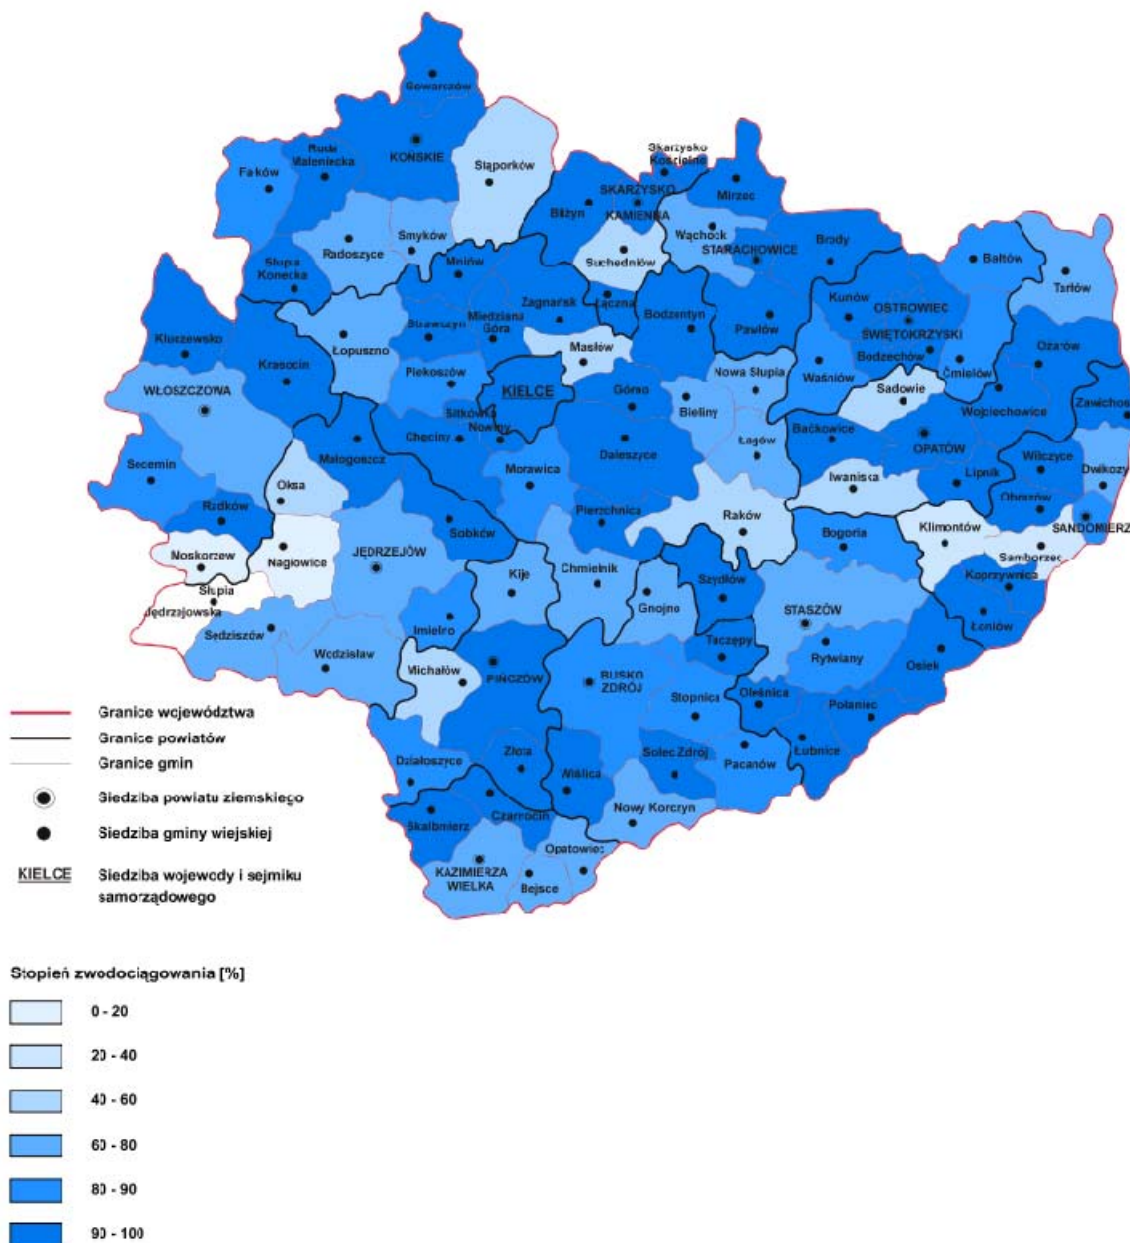 Gowarczów
KOŃSKIE
Ruda
Maleniecka
Fałków
Stąporków
Skarżysko
Kościelne
SKARŻYSKO
KAMIENNA
Bliżyn
Mirzec
Radoszyce
Smyków
Wąchock
STARACHOWICE
Brody
Bałtów
Suchedniów
Tarłów
Słupia
Konecka
Mniów
Zagnańsk
Łączna
Bodzentyn
Pawłów
Kunów
OSTROWIEC
ŚWIĘTOKRZYSKI
Bodzechów
Ćmielów
Ożarów
Kluczewsko
Krasocin
Łopuszno
Strawczyn
Miedziana
Góra
Masłów
Piekoszów
KIELCE
Górno
Nowa Słupia
Waśniów
Sadowie
Wojciechowice
Zawichost
WŁOSZCZOWA
Bieliny
Sitkówka
Nowiny
Chęciny
Daleszyce
Łagów
Baćkowice
OPATÓW
Małogoszcz
Secemin
Oksa
Morawica
Iwaniska
Lipnik
Wilczyce
Dwikozy
Obrazów
SANDOMIERZ
Radków
Sobków
Pierzchnica
Raków
Bogoria
Klimontów
Samborzec
Koprzywnica
Noskorzew
Nagłowice
JĘDRZEJÓW
Kije
Chmielnik
Gnojno
Szydłów
STASZÓW
Łoniów
Słupia
Jędrzejowska
Sędziszów
Imielno
Wodzisław
Michałów
PIŃCZÓW
Tuczępy
Rytwiany
Osiek
BUSKO
ZDRÓJ
Stopnica
Oleśnica
Połaniec
Łubnice
Działoszyce
Złota
Wiślica
Solec Zdrój
Pacanów
Skalbmierz
Czarnocin
Nowy Korczyn
Opatowiec
KAZIMIERZA
WIELKA
Bejsce
Granice województwa
Granice powiatów
Granice gmin
Siedziba powiatu ziemskiego
Siedziba gminy wiejskiej
KIELCE Siedziba wojewody i sejmiku
samorządowego
Stopień zwodociągowania [%]
0 - 20
20 - 40
40 - 60
60 - 80
80 - 90
90 - 100